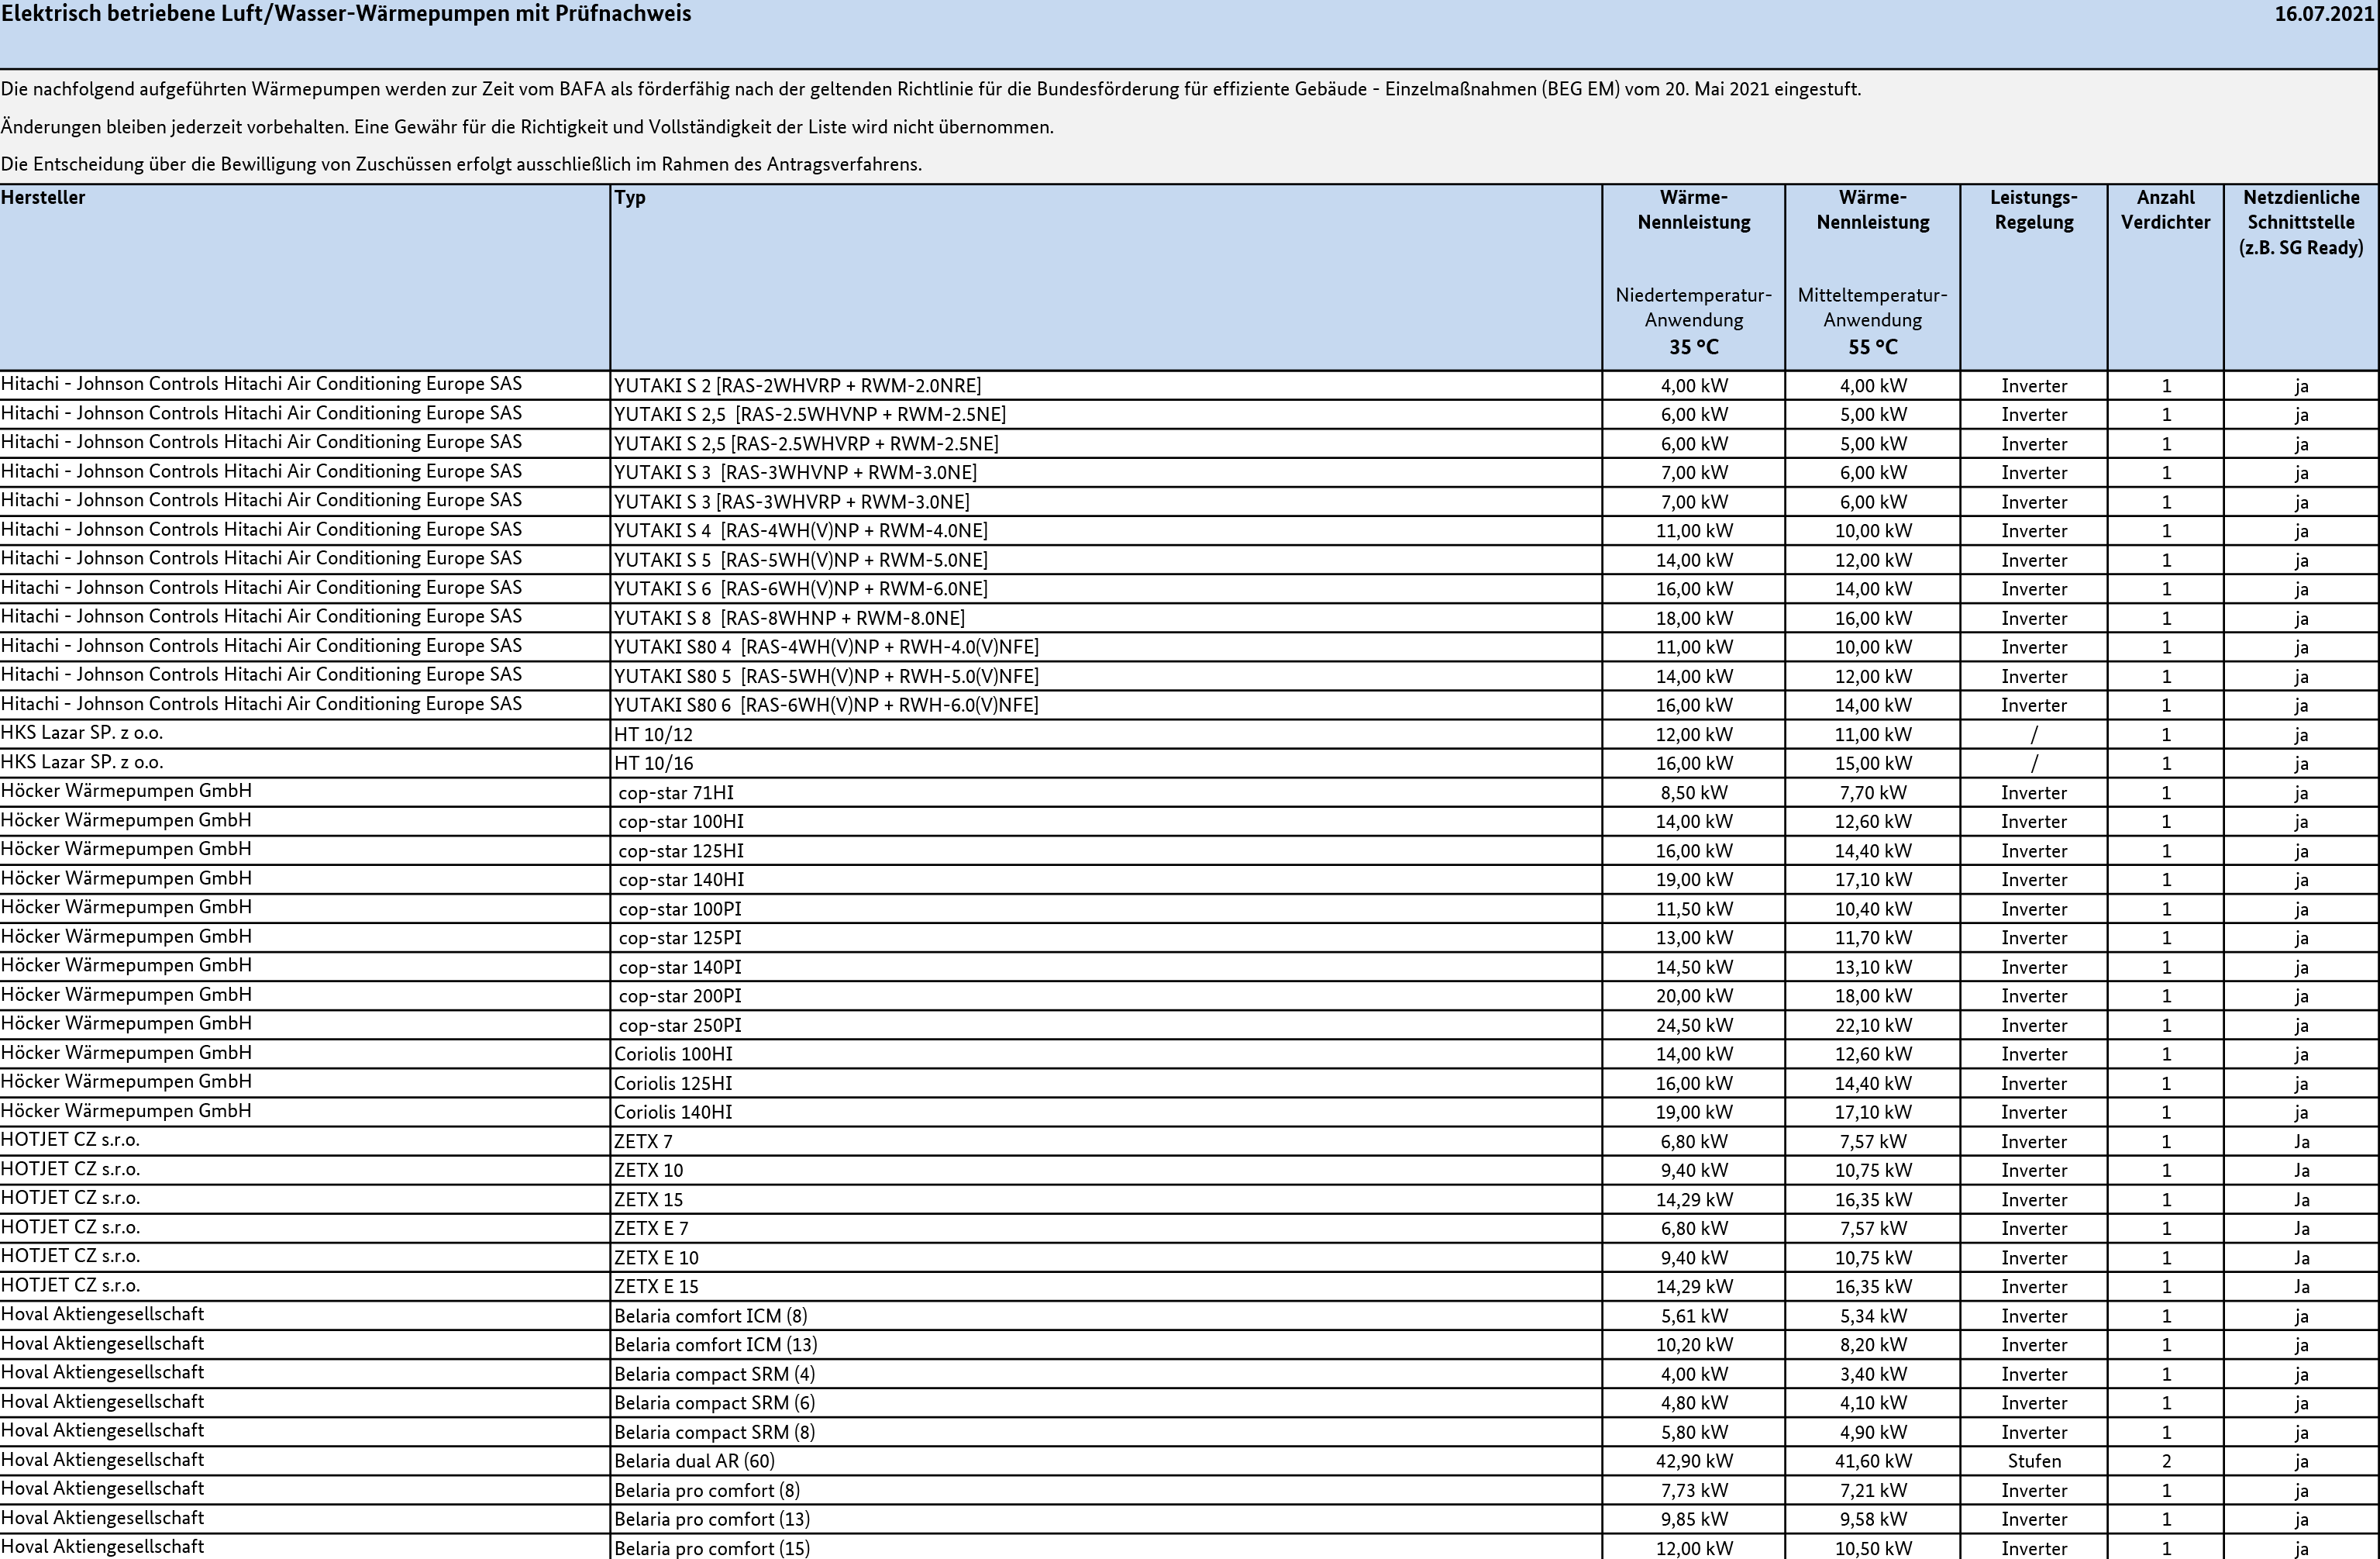 Elektrisch betriebene Luft/Wasser-Wärmepumpen mit Prüfnachweis 16.07.2021
Die nachfolgend aufgeführten Wärmepumpen werden zur Zeit vom BAFA als förderfähig nach der geltenden Richtlinie für die Bundesförderung für effiziente Gebäude - Einzelmaßnahmen (BEG EM) vom 20. Mai 2021 eingestuft.
Änderungen bleiben jederzeit vorbehalten. Eine Gewähr für die Richtigkeit und Vollständigkeit der Liste wird nicht übernommen.
Die Entscheidung über die Bewilligung von Zuschüssen erfolgt ausschließlich im Rahmen des Antragsverfahrens.
Hersteller Typ Wärme- Wärme- Leistungs- Anzahl Netzdienliche
Nennleistung Nennleistung Regelung Verdichter Schnittstelle
(z.B. SG Ready)
Niedertemperatur- Mitteltemperatur-
Anwendung Anwendung
35 °C 55 °C
Hitachi - Johnson Controls Hitachi Air Conditioning Europe SAS YUTAKI S 2 [RAS-2WHVRP + RWM-2.0NRE] 4,00 kW 4,00 kW Inverter 1 ja
Hitachi - Johnson Controls Hitachi Air Conditioning Europe SAS YUTAKI S 2,5 [RAS-2.5WHVNP + RWM-2.5NE] 6,00 kW 5,00 kW Inverter 1 ja
Hitachi - Johnson Controls Hitachi Air Conditioning Europe SAS YUTAKI S 2,5 [RAS-2.5WHVRP + RWM-2.5NE] 6,00 kW 5,00 kW Inverter 1 ja
Hitachi - Johnson Controls Hitachi Air Conditioning Europe SAS YUTAKI S 3 [RAS-3WHVNP + RWM-3.0NE] 7,00 kW 6,00 kW Inverter 1 ja
Hitachi - Johnson Controls Hitachi Air Conditioning Europe SAS YUTAKI S 3 [RAS-3WHVRP + RWM-3.0NE] 7,00 kW 6,00 kW Inverter 1 ja
Hitachi - Johnson Controls Hitachi Air Conditioning Europe SAS YUTAKI S 4 [RAS-4WH(V)NP + RWM-4.0NE] 11,00 kW 10,00 kW Inverter 1 ja
Hitachi - Johnson Controls Hitachi Air Conditioning Europe SAS YUTAKI S 5 [RAS-5WH(V)NP + RWM-5.0NE] 14,00 kW 12,00 kW Inverter 1 ja
Hitachi - Johnson Controls Hitachi Air Conditioning Europe SAS YUTAKI S 6 [RAS-6WH(V)NP + RWM-6.0NE] 16,00 kW 14,00 kW Inverter 1 ja
Hitachi - Johnson Controls Hitachi Air Conditioning Europe SAS YUTAKI S 8 [RAS-8WHNP + RWM-8.0NE] 18,00 kW 16,00 kW Inverter 1 ja
Hitachi - Johnson Controls Hitachi Air Conditioning Europe SAS YUTAKI S80 4 [RAS-4WH(V)NP + RWH-4.0(V)NFE] 11,00 kW 10,00 kW Inverter 1 ja
Hitachi - Johnson Controls Hitachi Air Conditioning Europe SAS YUTAKI S80 5 [RAS-5WH(V)NP + RWH-5.0(V)NFE] 14,00 kW 12,00 kW Inverter 1 ja
Hitachi - Johnson Controls Hitachi Air Conditioning Europe SAS YUTAKI S80 6 [RAS-6WH(V)NP + RWH-6.0(V)NFE] 16,00 kW 14,00 kW Inverter 1 ja
HKS Lazar SP. z o.o. HT 10/12 12,00 kW 11,00 kW / 1 ja
HKS Lazar SP. z o.o. HT 10/16 16,00 kW 15,00 kW / 1 ja
Höcker Wärmepumpen GmbH cop-star 71HI 8,50 kW 7,70 kW Inverter 1 ja
Höcker Wärmepumpen GmbH cop-star 100HI 14,00 kW 12,60 kW Inverter 1 ja
Höcker Wärmepumpen GmbH cop-star 125HI 16,00 kW 14,40 kW Inverter 1 ja
Höcker Wärmepumpen GmbH cop-star 140HI 19,00 kW 17,10 kW Inverter 1 ja
Höcker Wärmepumpen GmbH cop-star 100PI 11,50 kW 10,40 kW Inverter 1 ja
Höcker Wärmepumpen GmbH cop-star 125PI 13,00 kW 11,70 kW Inverter 1 ja
Höcker Wärmepumpen GmbH cop-star 140PI 14,50 kW 13,10 kW Inverter 1 ja
Höcker Wärmepumpen GmbH cop-star 200PI 20,00 kW 18,00 kW Inverter 1 ja
Höcker Wärmepumpen GmbH cop-star 250PI 24,50 kW 22,10 kW Inverter 1 ja
Höcker Wärmepumpen GmbH Coriolis 100HI 14,00 kW 12,60 kW Inverter 1 ja
Höcker Wärmepumpen GmbH Coriolis 125HI 16,00 kW 14,40 kW Inverter 1 ja
Höcker Wärmepumpen GmbH Coriolis 140HI 19,00 kW 17,10 kW Inverter 1 ja
HOTJET CZ s.r.o. ZETX 7 6,80 kW 7,57 kW Inverter 1 Ja
HOTJET CZ s.r.o. ZETX 10 9,40 kW 10,75 kW Inverter 1 Ja
HOTJET CZ s.r.o. ZETX 15 14,29 kW 16,35 kW Inverter 1 Ja
HOTJET CZ s.r.o. ZETX E 7 6,80 kW 7,57 kW Inverter 1 Ja
HOTJET CZ s.r.o. ZETX E 10 9,40 kW 10,75 kW Inverter 1 Ja
HOTJET CZ s.r.o. ZETX E 15 14,29 kW 16,35 kW Inverter 1 Ja
Hoval Aktiengesellschaft Belaria comfort ICM (8) 5,61 kW 5,34 kW Inverter 1 ja
Hoval Aktiengesellschaft Belaria comfort ICM (13) 10,20 kW 8,20 kW Inverter 1 ja
Hoval Aktiengesellschaft Belaria compact SRM (4) 4,00 kW 3,40 kW Inverter 1 ja
Hoval Aktiengesellschaft Belaria compact SRM (6) 4,80 kW 4,10 kW Inverter 1 ja
Hoval Aktiengesellschaft Belaria compact SRM (8) 5,80 kW 4,90 kW Inverter 1 ja
Hoval Aktiengesellschaft Belaria dual AR (60) 42,90 kW 41,60 kW Stufen 2 ja
Hoval Aktiengesellschaft Belaria pro comfort (8) 7,73 kW 7,21 kW Inverter 1 ja
Hoval Aktiengesellschaft Belaria pro comfort (13) 9,85 kW 9,58 kW Inverter 1 ja
Hoval Aktiengesellschaft Belaria pro comfort (15) 12,00 kW 10,50 kW Inverter 1 ja